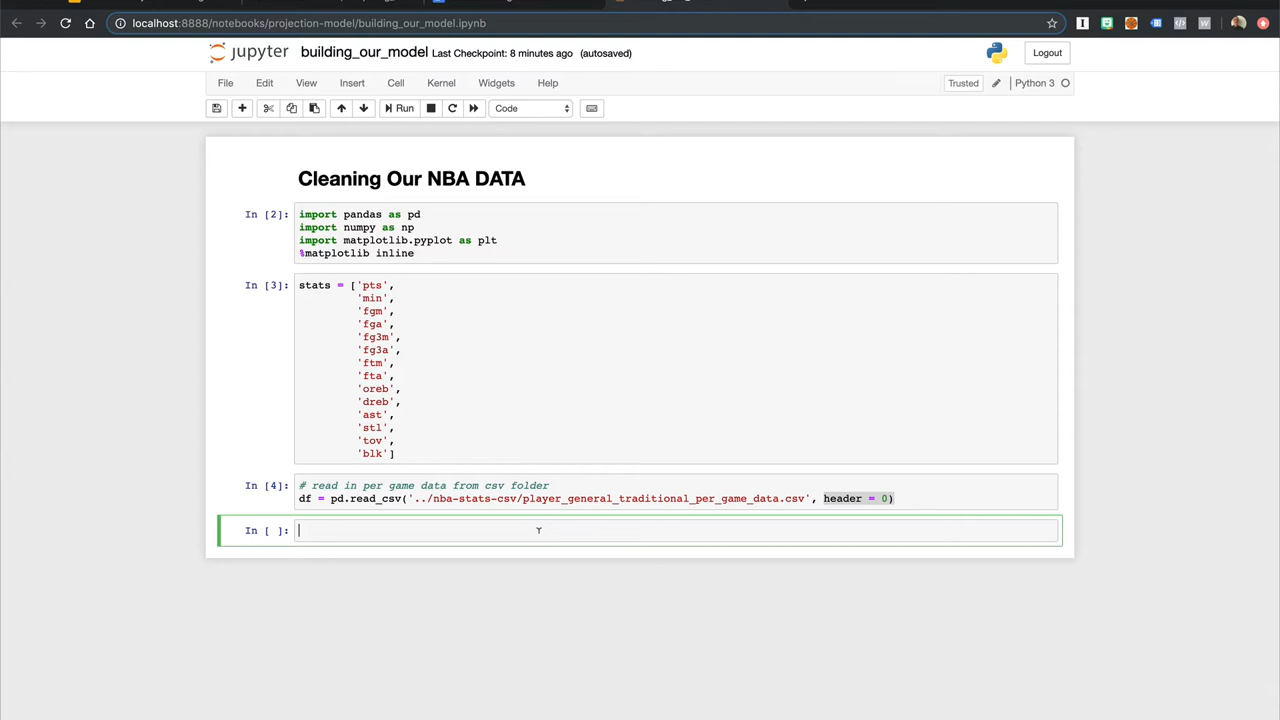 localhost:8888/notebooks/projection-model/building_our_model.ipynb
jupyter building_our_model Last Checkpoint: 8 minutes ago (autosaved)
Logout
File Edit View Insert Cell Kernel Widgets Help
Trusted Python 3
Run Code
Cleaning Our NBA DATA
In [2]: import pandas as pd
import numpy as np
import matplotlib.pyplot as plt
%matplotlib inline
In [3]: stats = ['pts',
'min',
'fgm',
'fga',
'fg3m',
'fg3a',
'ftm',
'fta',
'oreb',
'dreb',
'ast',
'stl',
'tov',
'blk']
In [4]: # read in per game data from csv folder
df = pd.read_csv('../nba-stats-csv/player_general_traditional_per_game_data.csv', header = 0)
In [ ]: